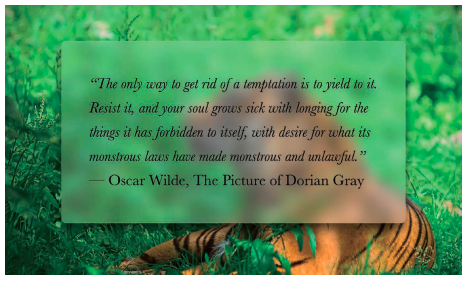 “The only way to get rid of a temptation is to yield to it.
Resist it, and your soul grows sick with longing for the
things it has forbidden to itself, with desire for what its
monstrous laws have made monstrous and unlawful.”
— Oscar Wilde, The Picture of Dorian Gray